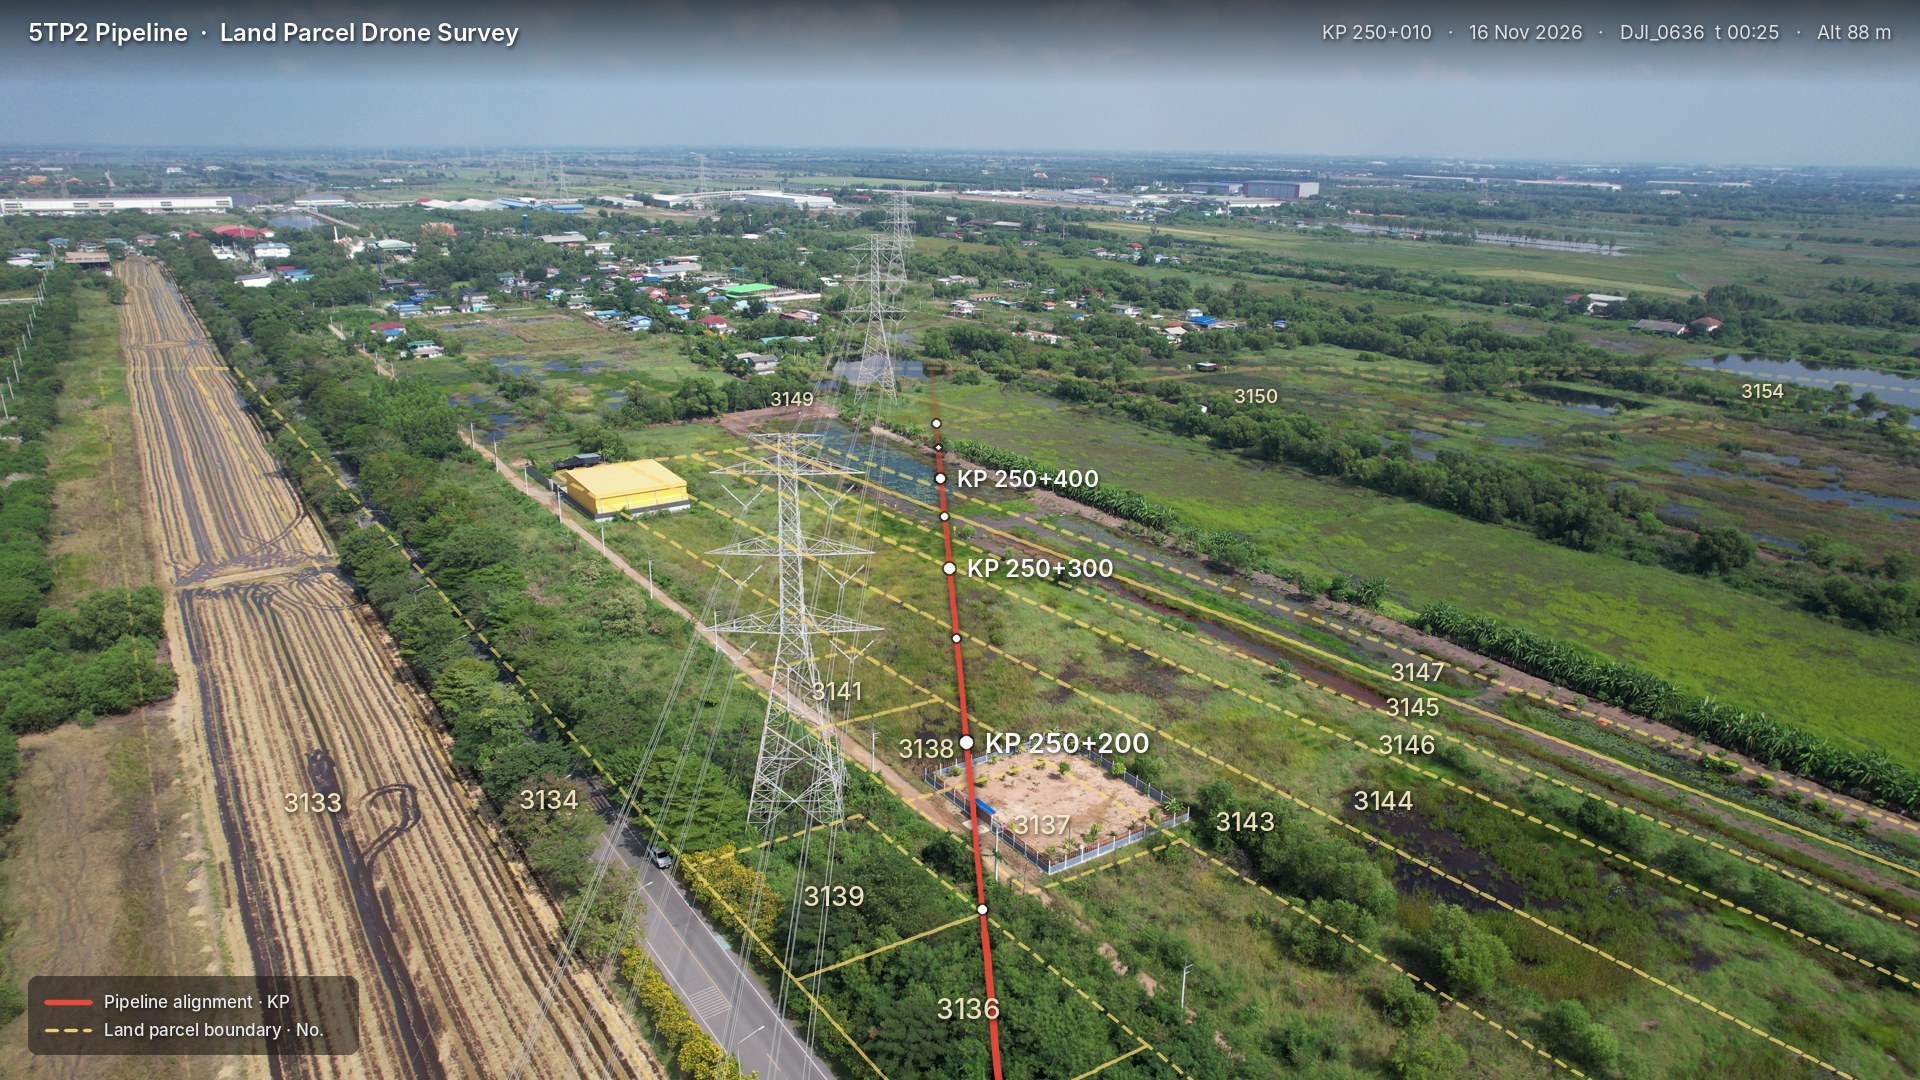 5TP2 Pipeline · Land Parcel Drone Survey
KP 250+010 · 16 Nov 2026 · DJI_0636 t 00:25 · Alt 88 m
3149
3150
3154
KP 250+400
KP 250+300
3147
3141
3145
3138
KP 250+200
3146
3133
3134
3137
3143
3144
3139
3136
Pipeline alignment · KP
Land parcel boundary · No.